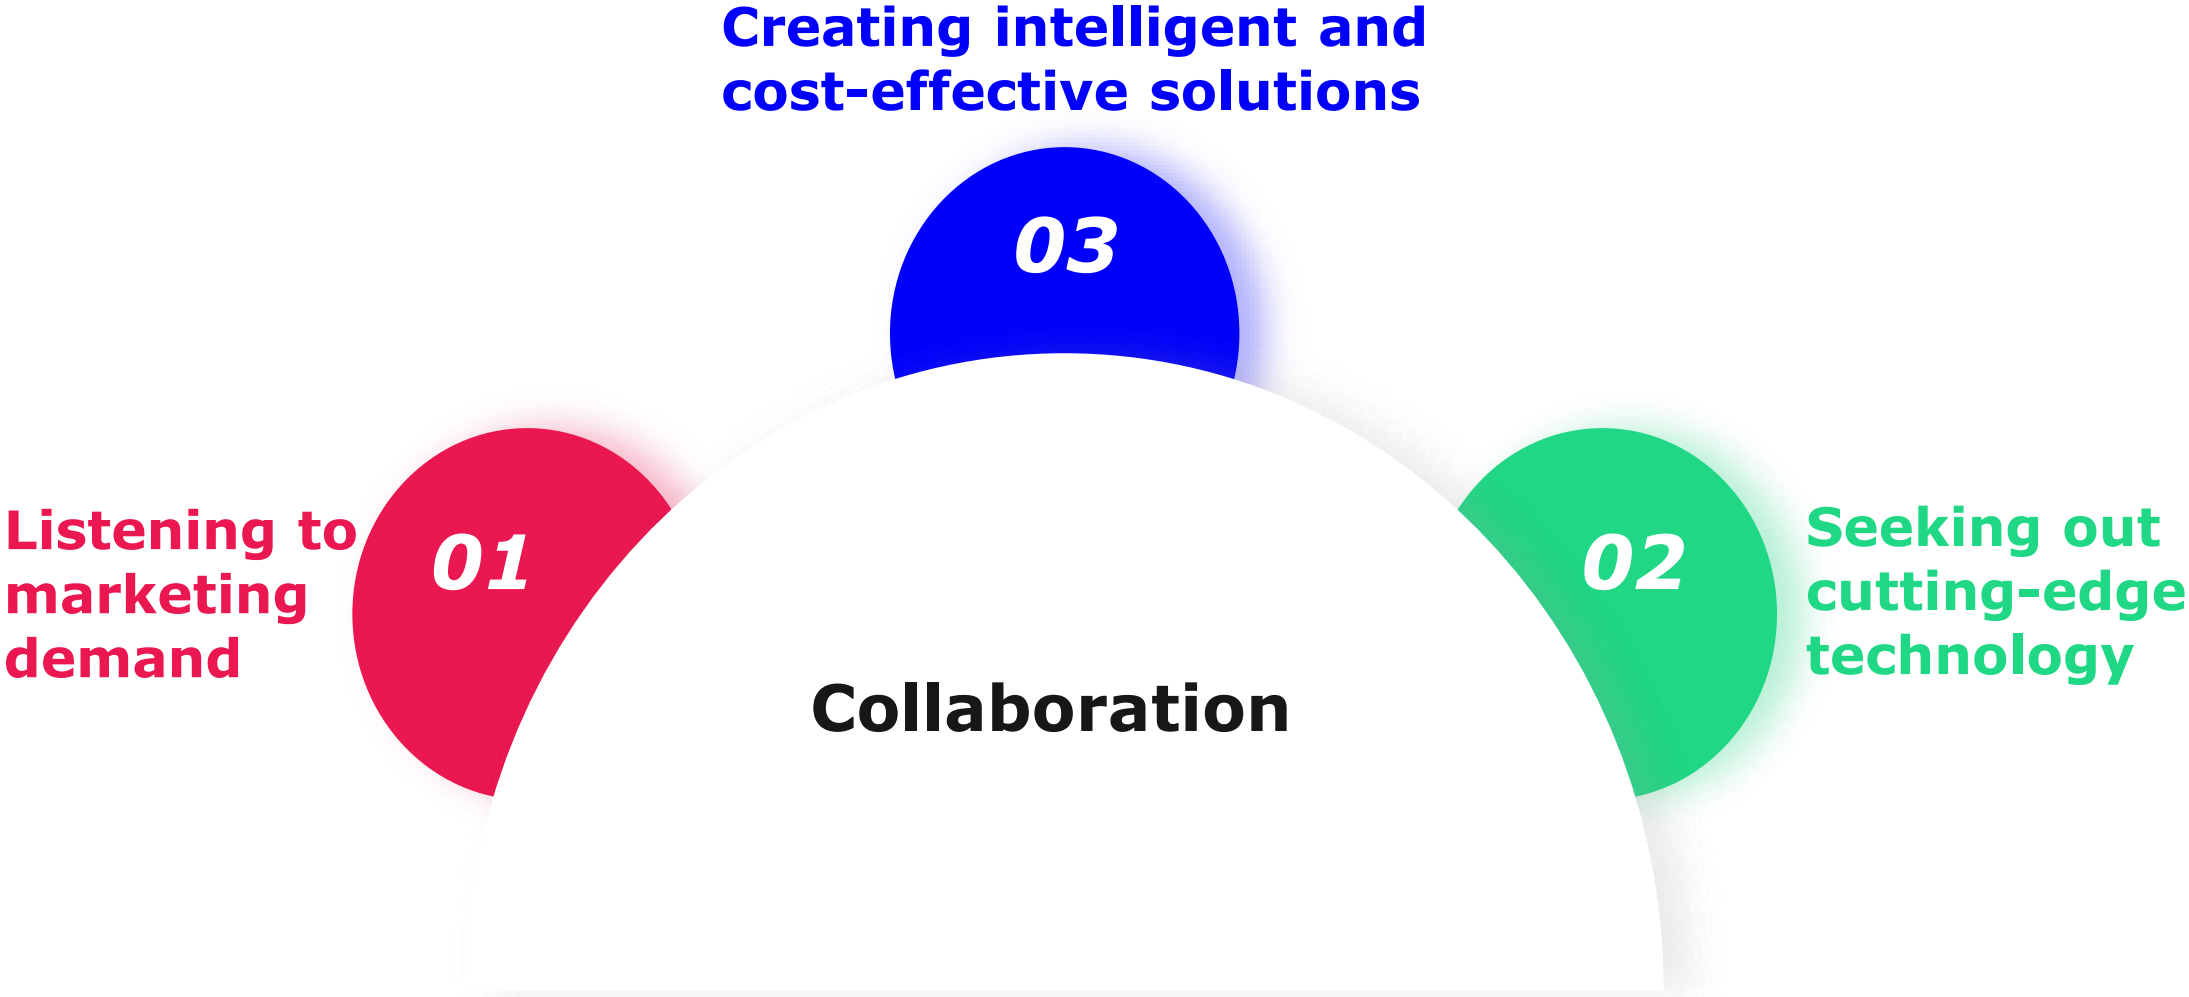 Creating intelligent and
cost-effective solutions
03
Listening to
marketing
demand
01
02
Seeking out
cutting-edge
technology
Collaboration